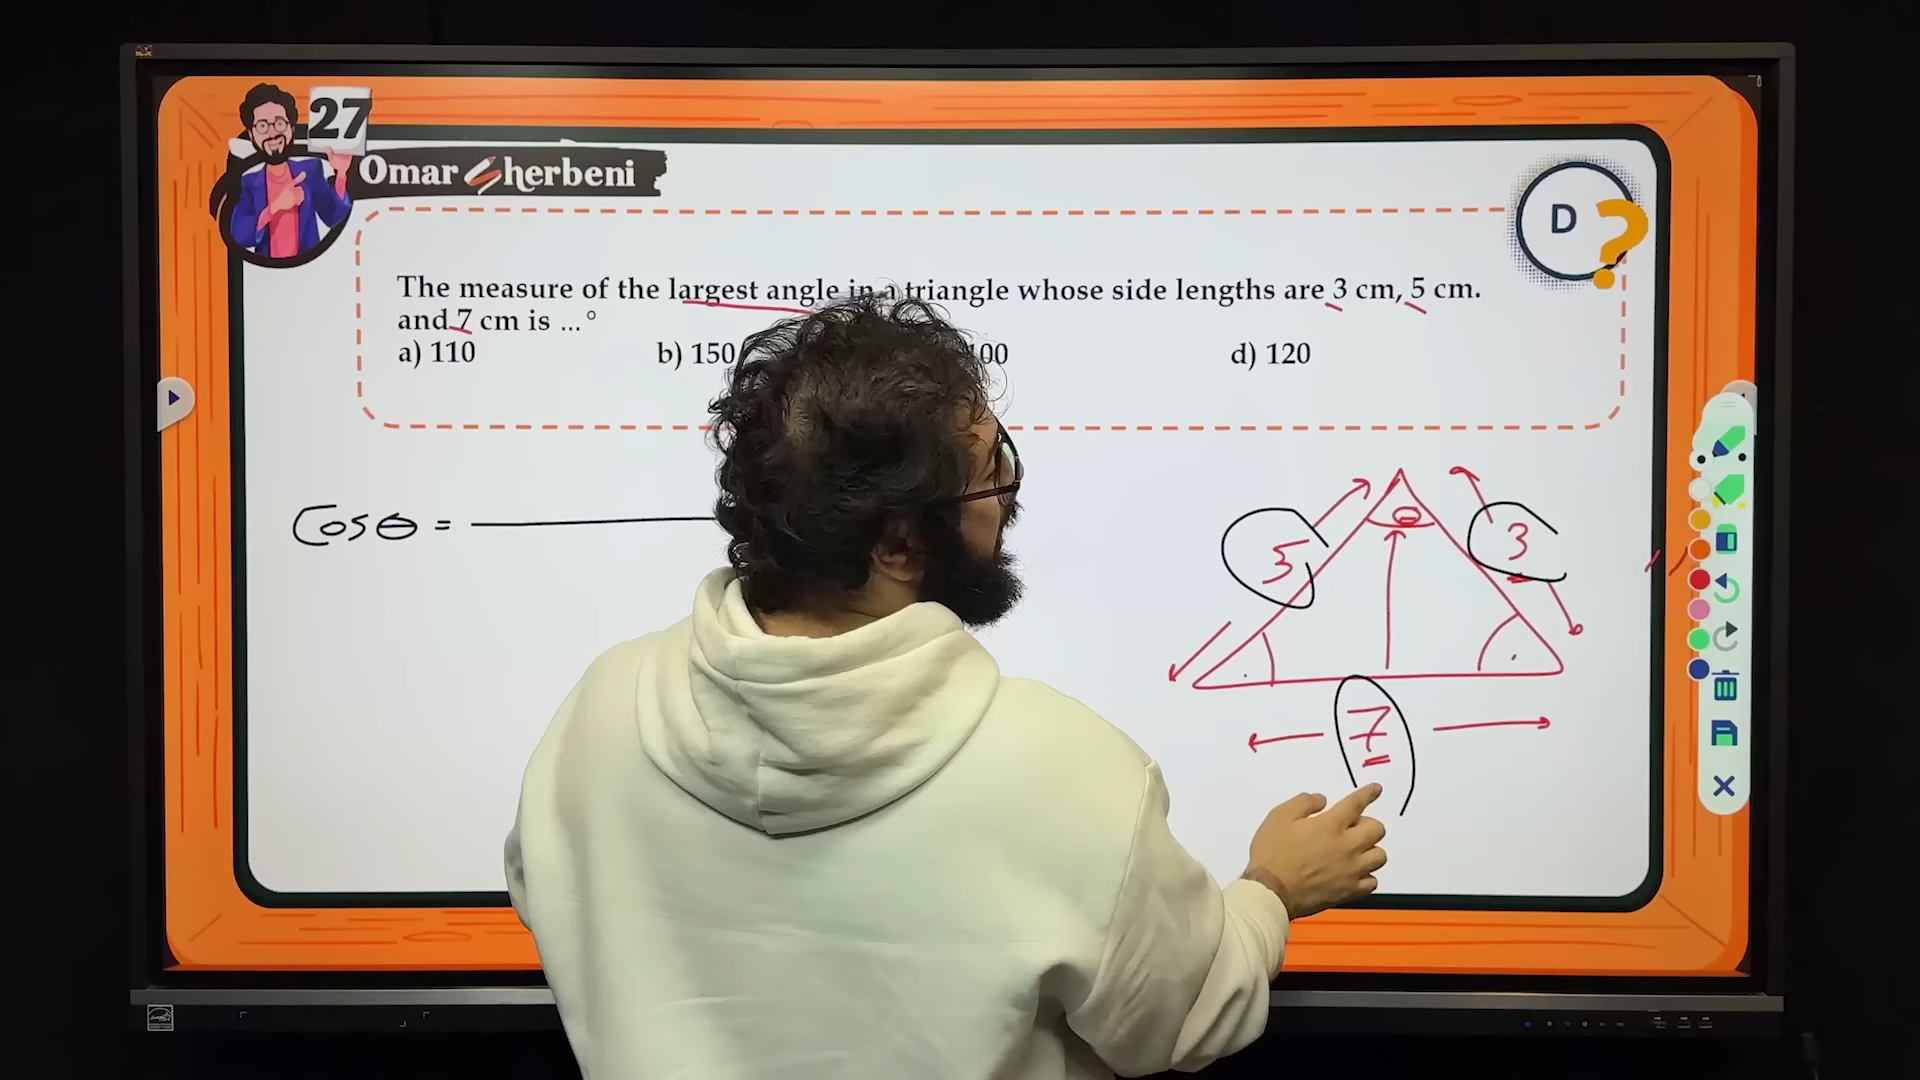 27
Omar Sherbeni
D ?
The measure of the largest angle in a triangle whose side lengths are 3 cm, 5 cm.
and 7 cm is ... °
a) 110 b) 150 100 d) 120
Cosθ =
5 θ 3
7